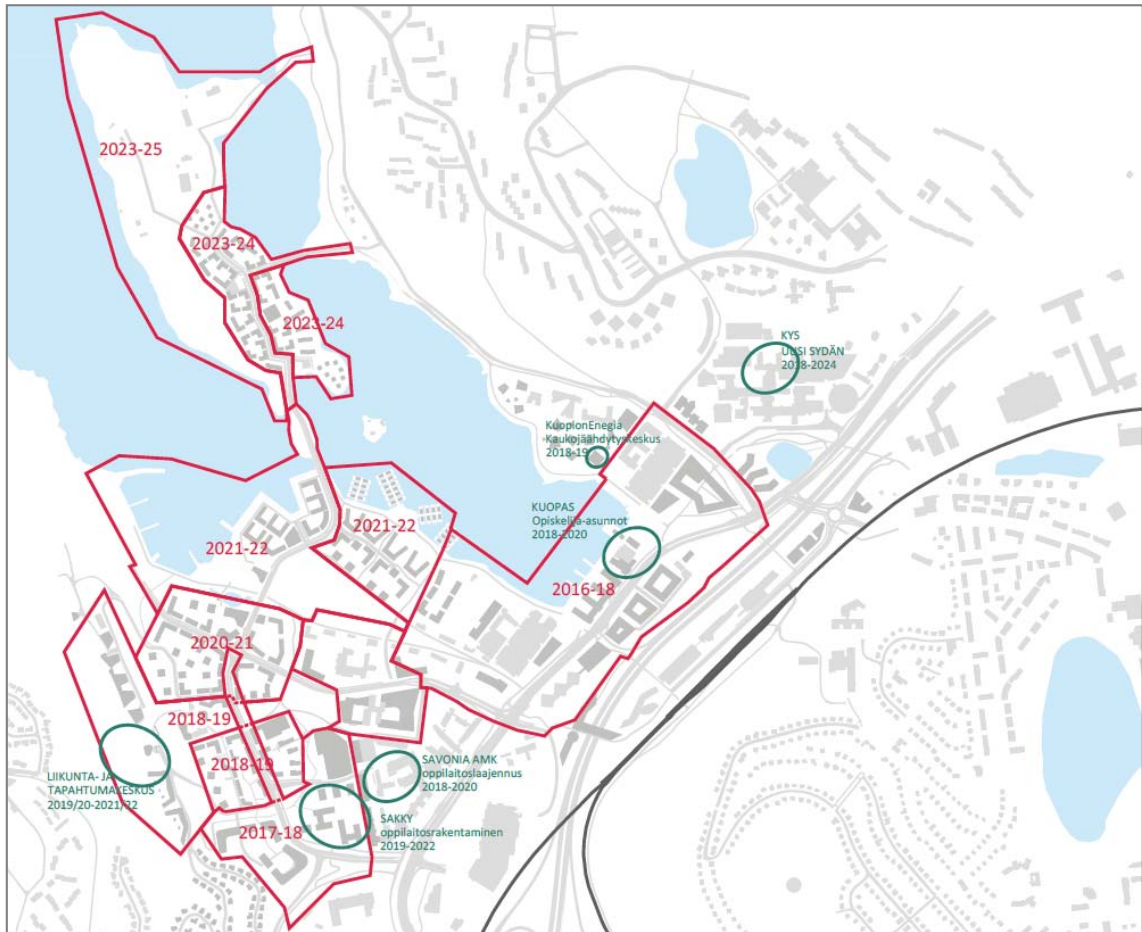 2023-25
2023-24
2023-24
KYS
UUSI SYDÄN
2018-2024
KuopionEnegia
Kaukojäähdytyskeskus
2018-19
KUOPAS
Opiskelija-asunnot
2018-2020
2021-22
2021-22
2016-18
2020-21
2018-19
2018-19
LIIKUNTA- JA
TAPAHTUMAKESKUS
2019/20-2021/22
SAVONIA AMK
oppilaitoslaajennus
2018-2020
2017-18
SAKKY
oppilaitosrakentaminen
2019-2022